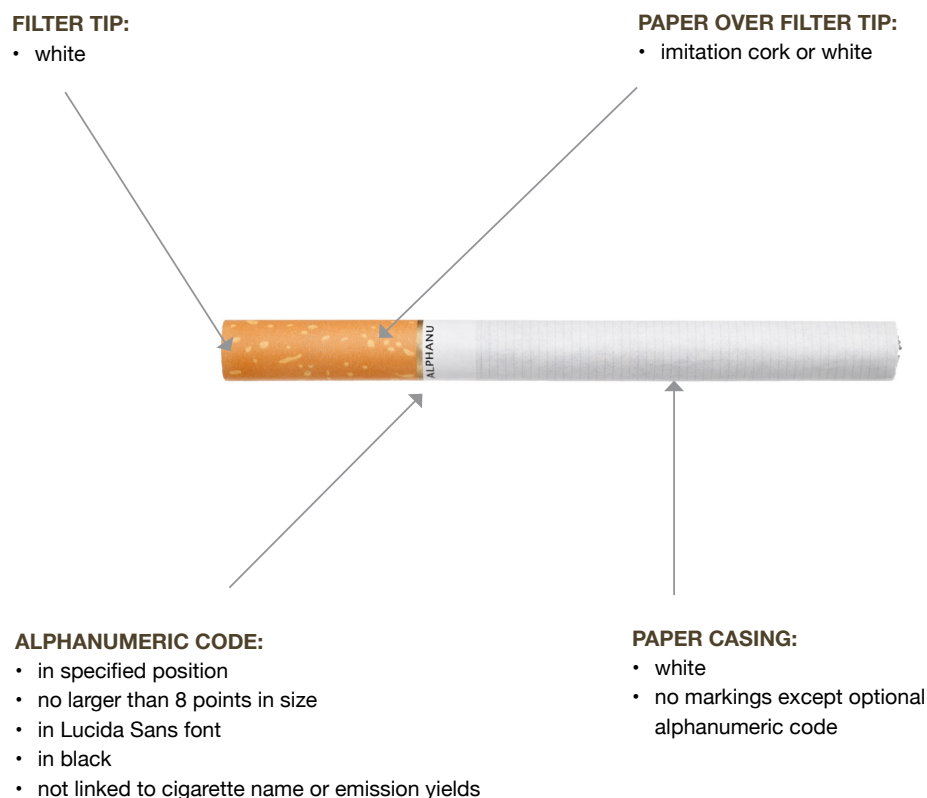 FILTER TIP:
• white
PAPER OVER FILTER TIP:
• imitation cork or white
ALPHANU
ALPHANUMERIC CODE:
• in specified position
• no larger than 8 points in size
• in Lucida Sans font
• in black
• not linked to cigarette name or emission yields
PAPER CASING:
• white
• no markings except optional
alphanumeric code